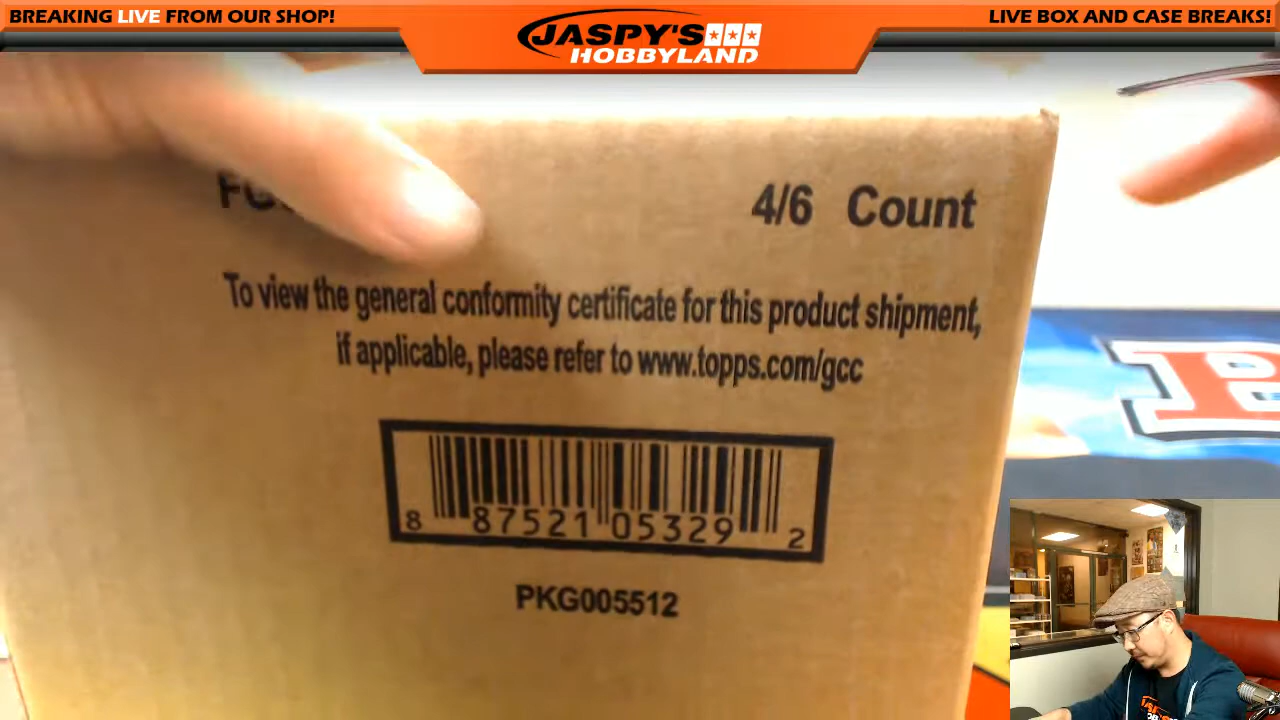 BREAKING LIVE FROM OUR SHOP!
JASPY'S
HOBBYLAND
LIVE BOX AND CASE BREAKS!
4/6 Count
To view the general conformity certificate for this product shipment,
if applicable, please refer to www.topps.com/gcc
8 87521 05329 2
PKG005512